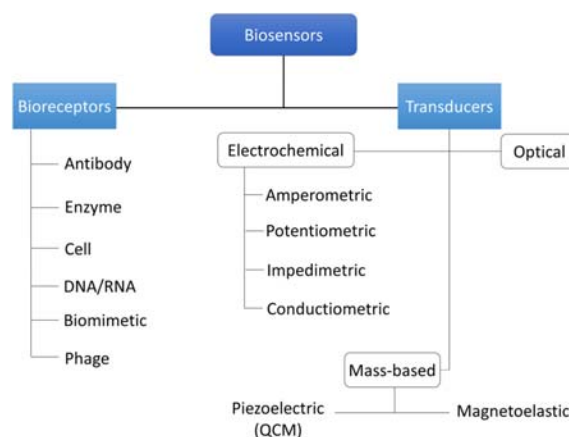 Biosensors
Bioreceptors
Antibody
Enzyme
Cell
DNA/RNA
Biomimetic
Phage
Transducers
Electrochemical
Amperometric
Potentiometric
Impedimetric
Conductiometric
Optical
Mass-based
Piezoelectric
(QCM)
Magnetoelastic